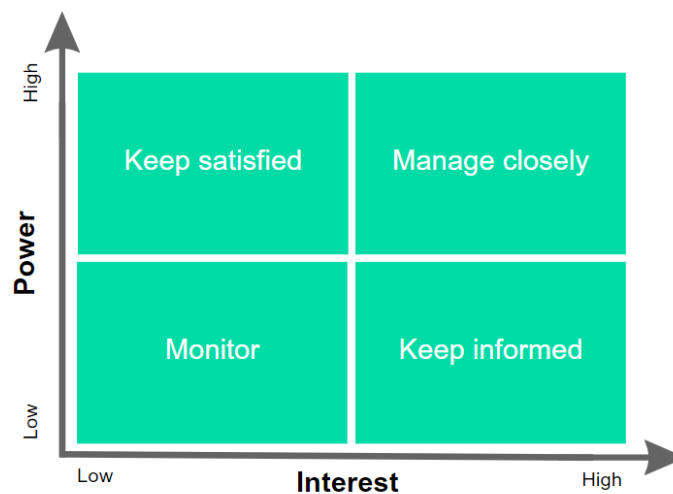 High
Keep satisfied
Manage closely
Power
Monitor
Keep informed
Low
Low
Interest
High